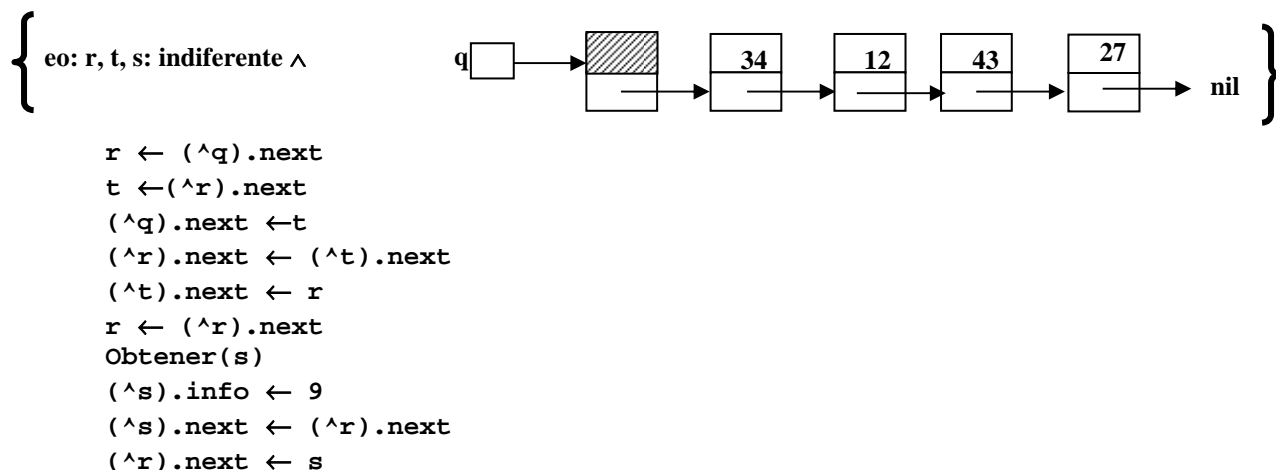 eo: r, t, s: indiferente ∧ q 34 12 43 27 nil
r ← (^q).next
t ←(^r).next
(^q).next ←t
(^r).next ← (^t).next
(^t).next ← r
r ← (^r).next
Obtener(s)
(^s).info ← 9
(^s).next ← (^r).next
(^r).next ← s